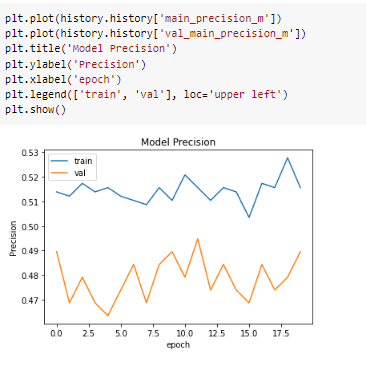 plt.plot(history.history['main_precision_m'])
plt.plot(history.history['val_main_precision_m'])
plt.title('Model Precision')
plt.ylabel('Precision')
plt.xlabel('epoch')
plt.legend(['train', 'val'], loc='upper left')
plt.show()
Model Precision
0.53
train
val
0.52
0.51
0.50
0.49
0.48
0.47
Precision
0.0 2.5 5.0 7.5 10.0 12.5 15.0 17.5
epoch